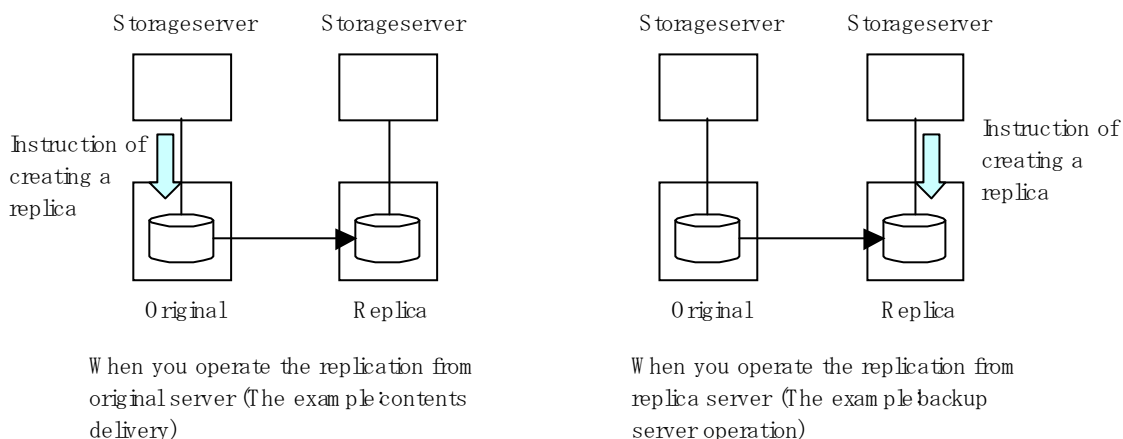 Storageserver Storageserver
Instruction of
creating a
replica
Original Replica
When you operate the replication from
original server (The example:contents
delivery)
Storageserver Storageserver
Instruction of
creating a
replica
Original Replica
When you operate the replication from
replica server (The example:backup
server operation)